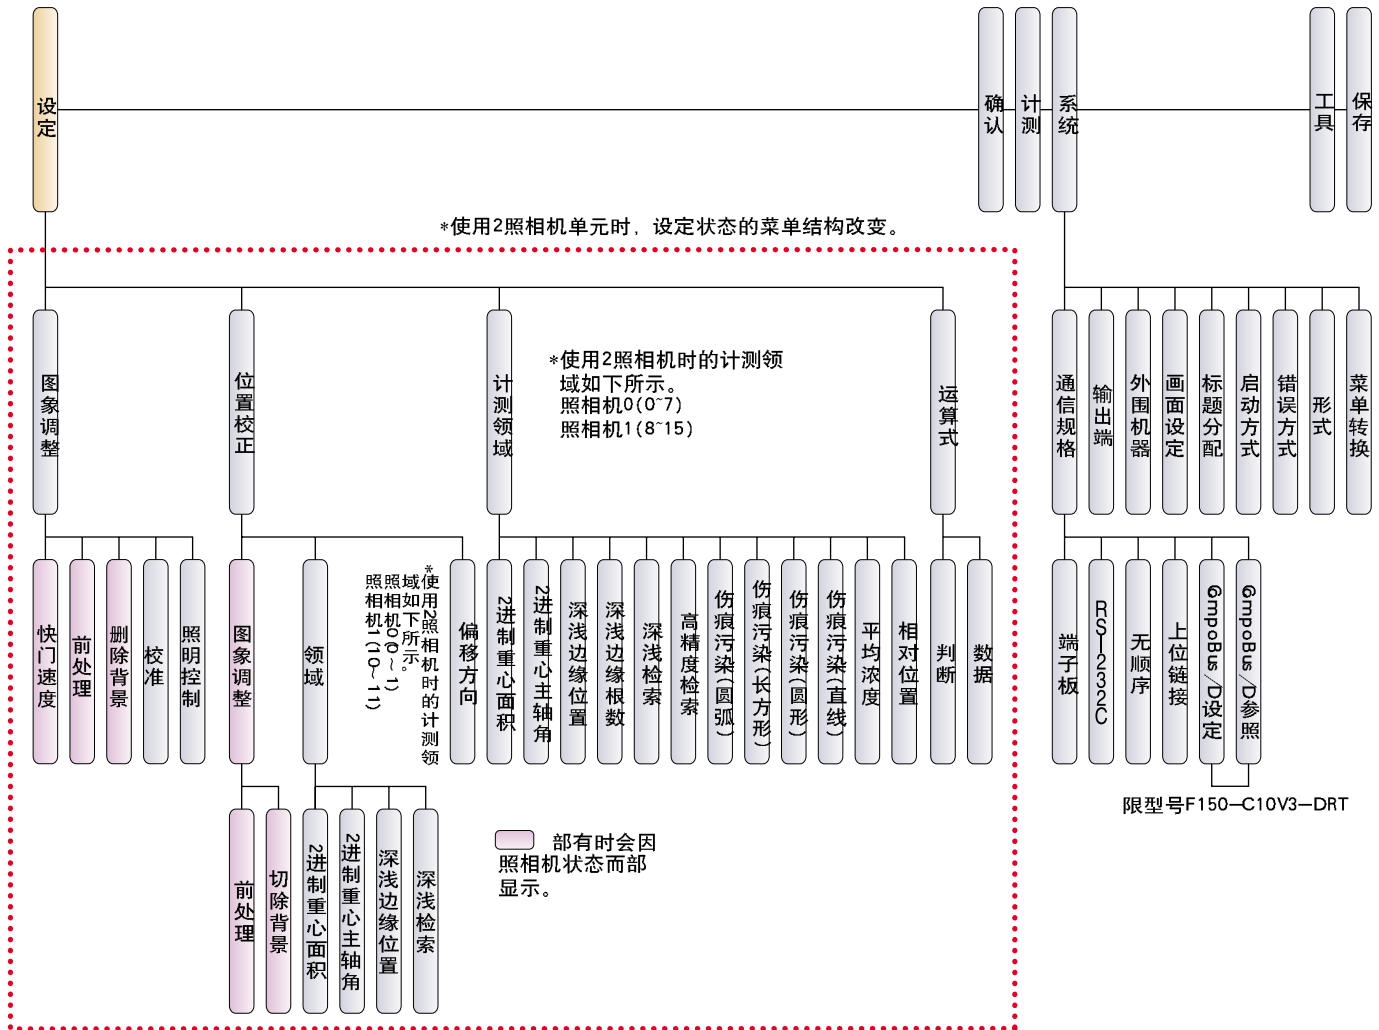 设定
确认
计测
系统
工具
保存
*使用2照相机单元时，设定状态的菜单结构改变。
图象调整
位置校正
计测领域
*使用2照相机时的计测领
域如下所示。
照相机0(0~7)
照相机1(8~15)
运算式
通信规格
输出端
外围机器
画面设定
标题分配
启动方式
错误方式
形式
菜单转换
快门速度
前处理
删除背景
校准
照明控制
图象调整
领域
*使用2照相机时的计测领
域如下所示。
照相机0(0~1)
照相机1(10~11)
偏移方向
2进制重心面积
2进制重心主轴角
深浅边缘位置
深浅边缘根数
深浅检索
高精度检索
伤痕污染(圆弧)
伤痕污染(长方形)
伤痕污染(圆形)
伤痕污染(直线)
平均浓度
相对位置
判断
数据
端子板
RS-232C
无顺序
上位链接
CompoBus/D设定
CompoBus/D参照
限型号F150-C10V3-DRT
前处理
切除背景
2进制重心面积
2进制重心主轴角
深浅边缘位置
深浅检索
部有时会因
照相机状态而部
显示。